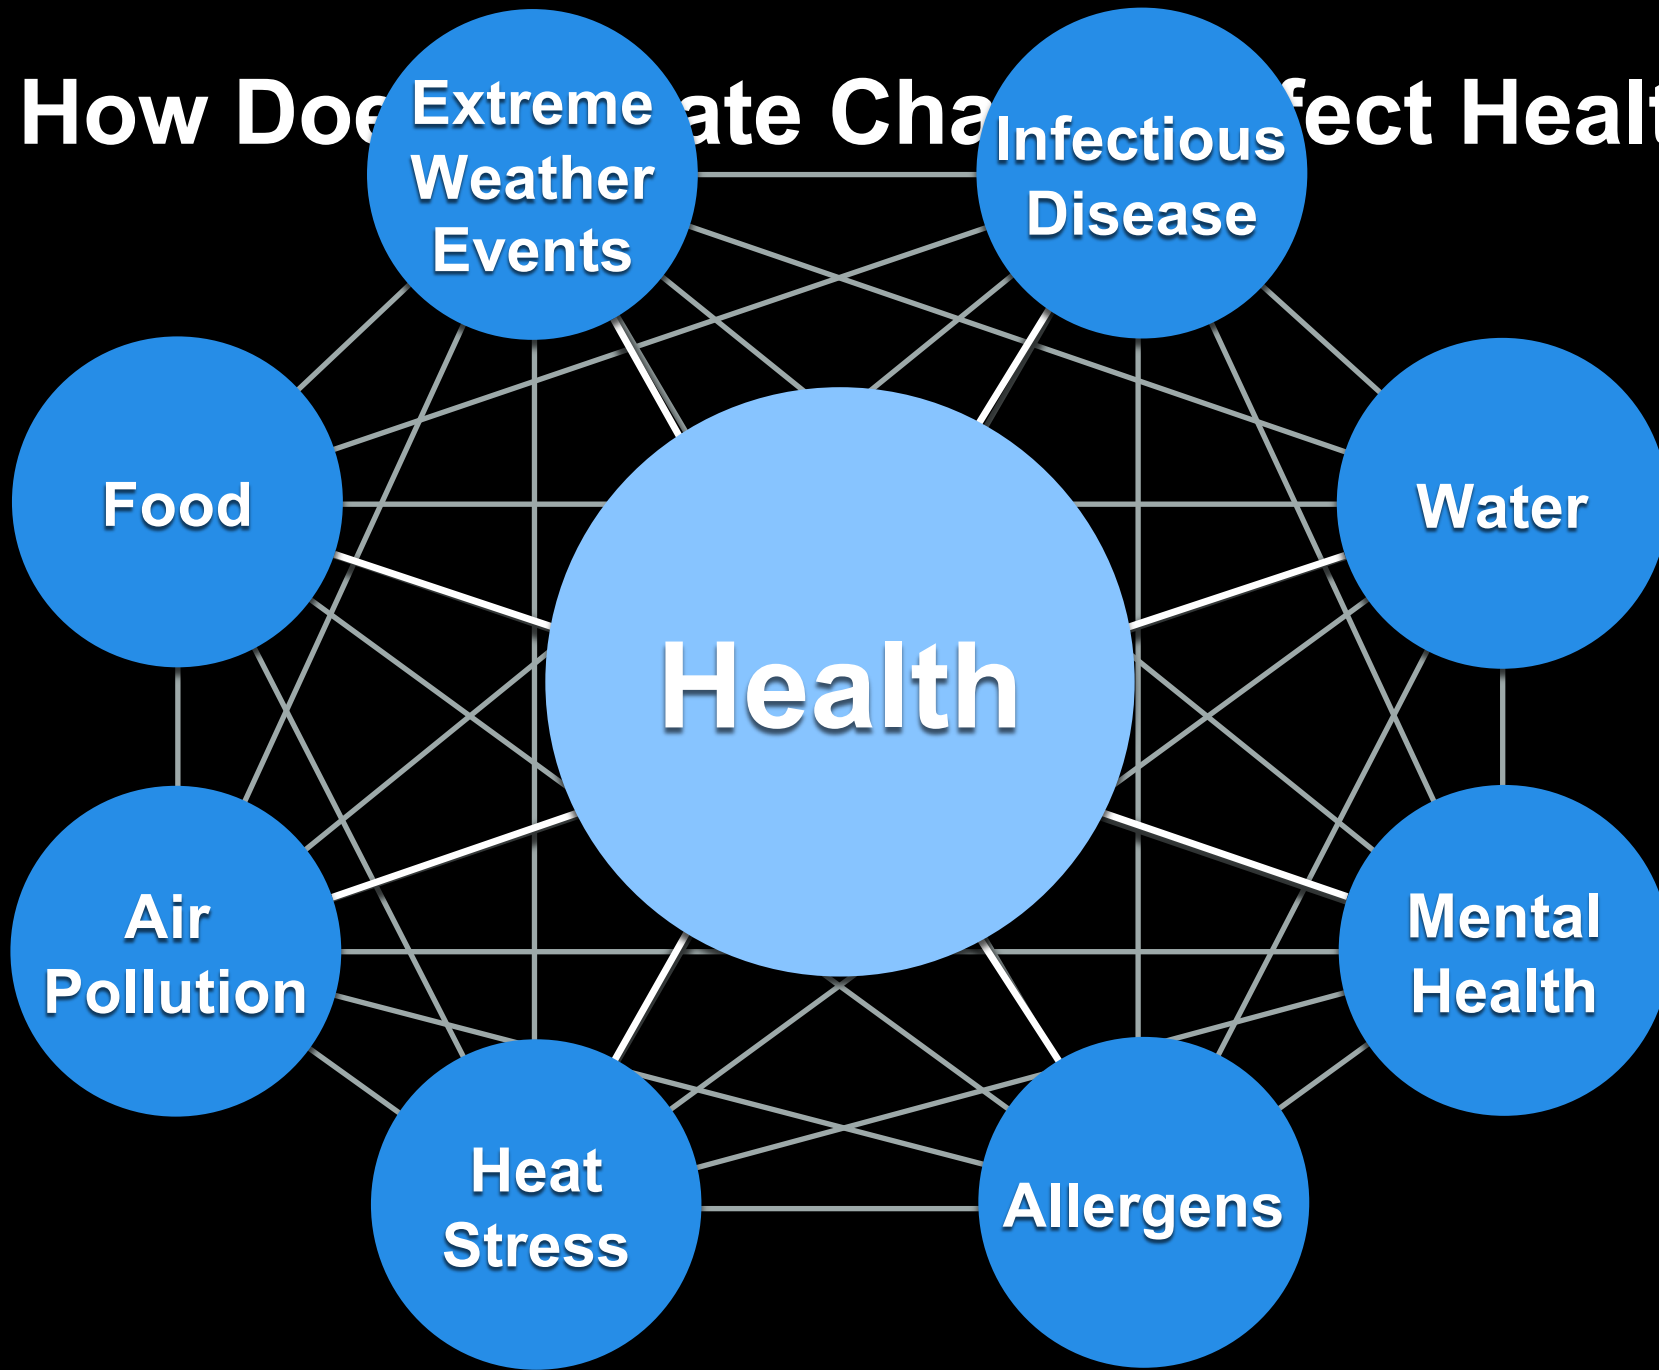 How Doe ate Cha fect Healt
Extreme
Weather
Events
Infectious
Disease
Food
Water
Health
Air
Pollution
Mental
Health
Heat
Stress
Allergens